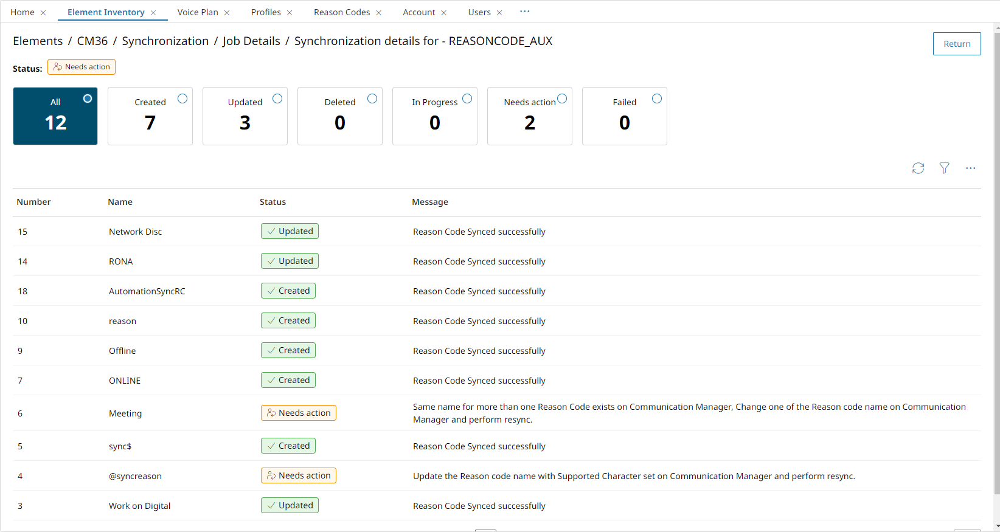 Home Element Inventory Voice Plan Profiles Reason Codes Account Users
Elements / CM36 / Synchronization / Job Details / Synchronization details for - REASONCODE_AUX
Return
Status: Needs action
All Created Updated Deleted In Progress Needs action Failed
12 7 3 0 0 2 0
Number Name Status Message
15 Network Disc Updated Reason Code Synced successfully
14 RONA Updated Reason Code Synced successfully
18 AutomationSyncRC Created Reason Code Synced successfully
10 reason Created Reason Code Synced successfully
9 Offline Created Reason Code Synced successfully
7 ONLINE Created Reason Code Synced successfully
6 Meeting Needs action Same name for more than one Reason Code exists on Communication Manager, Change one of the Reason code name on Communication
Manager and perform resync.
5 sync$ Created Reason Code Synced successfully
4 @syncreason Needs action Update the Reason code name with Supported Character set on Communication Manager and perform resync.
3 Work on Digital Updated Reason Code Synced successfully